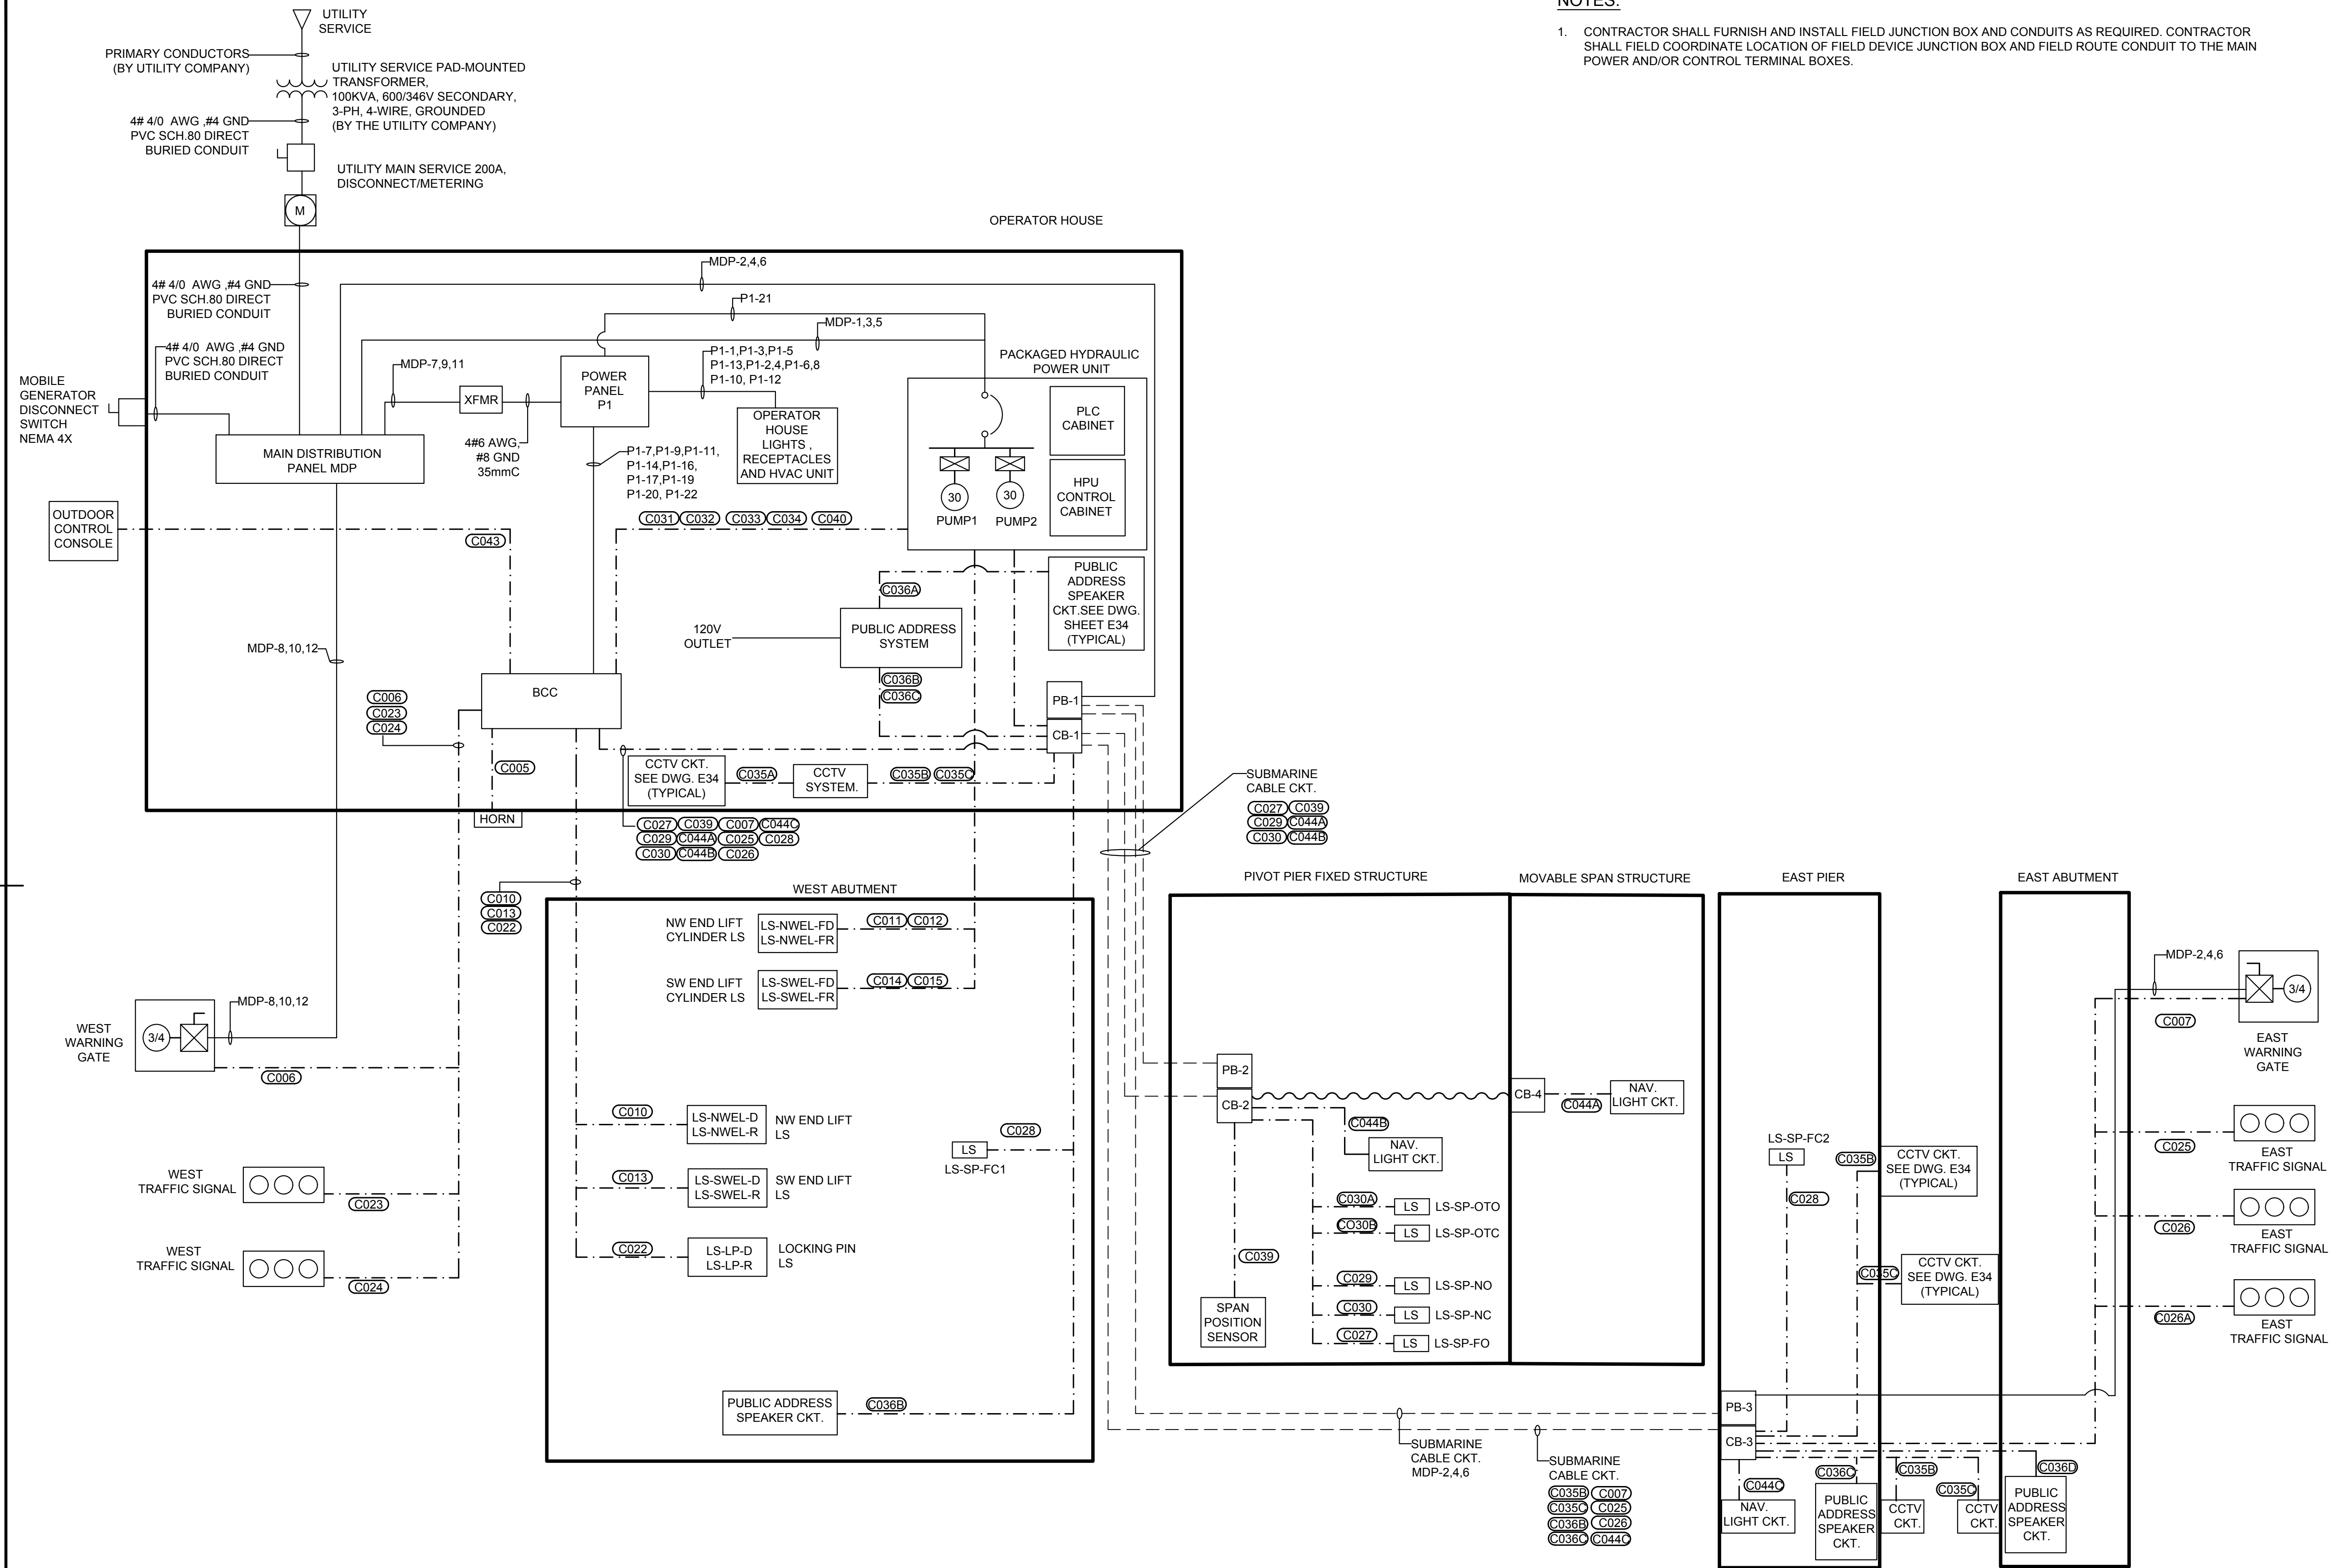 NOTES:
1. CONTRACTOR SHALL FURNISH AND INSTALL FIELD JUNCTION BOX AND CONDUITS AS REQUIRED. CONTRACTOR
SHALL FIELD COORDINATE LOCATION OF FIELD DEVICE JUNCTION BOX AND FIELD ROUTE CONDUIT TO THE MAIN
POWER AND/OR CONTROL TERMINAL BOXES.
UTILITY
SERVICE
PRIMARY CONDUCTORS
(BY UTILITY COMPANY)
UTILITY SERVICE PAD-MOUNTED
TRANSFORMER,
100KVA, 600/346V SECONDARY,
3-PH, 4-WIRE, GROUNDED
(BY THE UTILITY COMPANY)
4# 4/0 AWG ,#4 GND
PVC SCH.80 DIRECT
BURIED CONDUIT
UTILITY MAIN SERVICE 200A,
DISCONNECT/METERING
M
OPERATOR HOUSE
4# 4/0 AWG ,#4 GND
PVC SCH.80 DIRECT
BURIED CONDUIT
4# 4/0 AWG ,#4 GND
PVC SCH.80 DIRECT
BURIED CONDUIT
MDP-2,4,6
P1-21
MDP-1,3,5
MOBILE
GENERATOR
DISCONNECT
SWITCH
NEMA 4X
MDP-7,9,11
XFMR
POWER
PANEL
P1
P1-1,P1-3,P1-5
P1-13,P1-2,4,P1-6,8
P1-10, P1-12
OPERATOR
HOUSE
LIGHTS ,
RECEPTACLES
AND HVAC UNIT
PACKAGED HYDRAULIC
POWER UNIT
PLC
CABINET
HPU
CONTROL
CABINET
30
30
PUMP1
PUMP2
MAIN DISTRIBUTION
PANEL MDP
4#6 AWG,
#8 GND
35mmC
P1-7,P1-9,P1-11,
P1-14,P1-16,
P1-17,P1-19
P1-20, P1-22
OUTDOOR
CONTROL
CONSOLE
C043
C031
C032
C033
C034
C040
C036A
PUBLIC
ADDRESS
SPEAKER
CKT.SEE DWG.
SHEET E34
(TYPICAL)
120V
OUTLET
PUBLIC ADDRESS
SYSTEM
C036B
C036C
MDP-8,10,12
BCC
C006
C023
C024
C005
HORN
PB-1
CB-1
CCTV CKT.
SEE DWG. E34
(TYPICAL)
C035A
CCTV
SYSTEM.
C035B
C035C
C027 C039 C007 C044C
C029 C044A C025 C028
C030 C044B C026
SUBMARINE
CABLE CKT.
C027 C039
C029 C044A
C030 C044B
C010
C013
C022
WEST ABUTMENT
NW END LIFT
CYLINDER LS
LS-NWEL-FD
LS-NWEL-FR
C011
C012
SW END LIFT
CYLINDER LS
LS-SWEL-FD
LS-SWEL-FR
C014
C015
C010
LS-NWEL-D
LS-NWEL-R
NW END LIFT
LS
C013
LS-SWEL-D
LS-SWEL-R
SW END LIFT
LS
C022
LS-LP-D
LS-LP-R
LOCKING PIN
LS
LS
LS-SP-FC1
C028
PUBLIC ADDRESS
SPEAKER CKT.
C036B
WEST
WARNING
GATE
3/4
MDP-8,10,12
C006
WEST
TRAFFIC SIGNAL
C023
WEST
TRAFFIC SIGNAL
C024
PIVOT PIER FIXED STRUCTURE
MOVABLE SPAN STRUCTURE
PB-2
CB-2
CB-4
C044A
NAV.
LIGHT CKT.
C044B
NAV.
LIGHT CKT.
C039
SPAN
POSITION
SENSOR
C030A
LS
LS-SP-OTO
CO30B
LS
LS-SP-OTC
C029
LS
LS-SP-NO
C030
LS
LS-SP-NC
C027
LS
LS-SP-FO
SUBMARINE
CABLE CKT.
MDP-2,4,6
SUBMARINE
CABLE CKT.
C035B C007
C035C C025
C036B C026
C036C C044C
EAST PIER
LS-SP-FC2
LS
C028
C035B
CCTV CKT.
SEE DWG. E34
(TYPICAL)
C035C
CCTV CKT.
SEE DWG. E34
(TYPICAL)
PB-3
CB-3
C044C
NAV.
LIGHT CKT.
C036C
PUBLIC
ADDRESS
SPEAKER
CKT.
C035B
CCTV
CKT.
C035C
CCTV
CKT.
EAST ABUTMENT
C036D
PUBLIC
ADDRESS
SPEAKER
CKT.
MDP-2,4,6
3/4
C007
EAST
WARNING
GATE
C025
EAST
TRAFFIC SIGNAL
C026
EAST
TRAFFIC SIGNAL
C026A
EAST
TRAFFIC SIGNAL